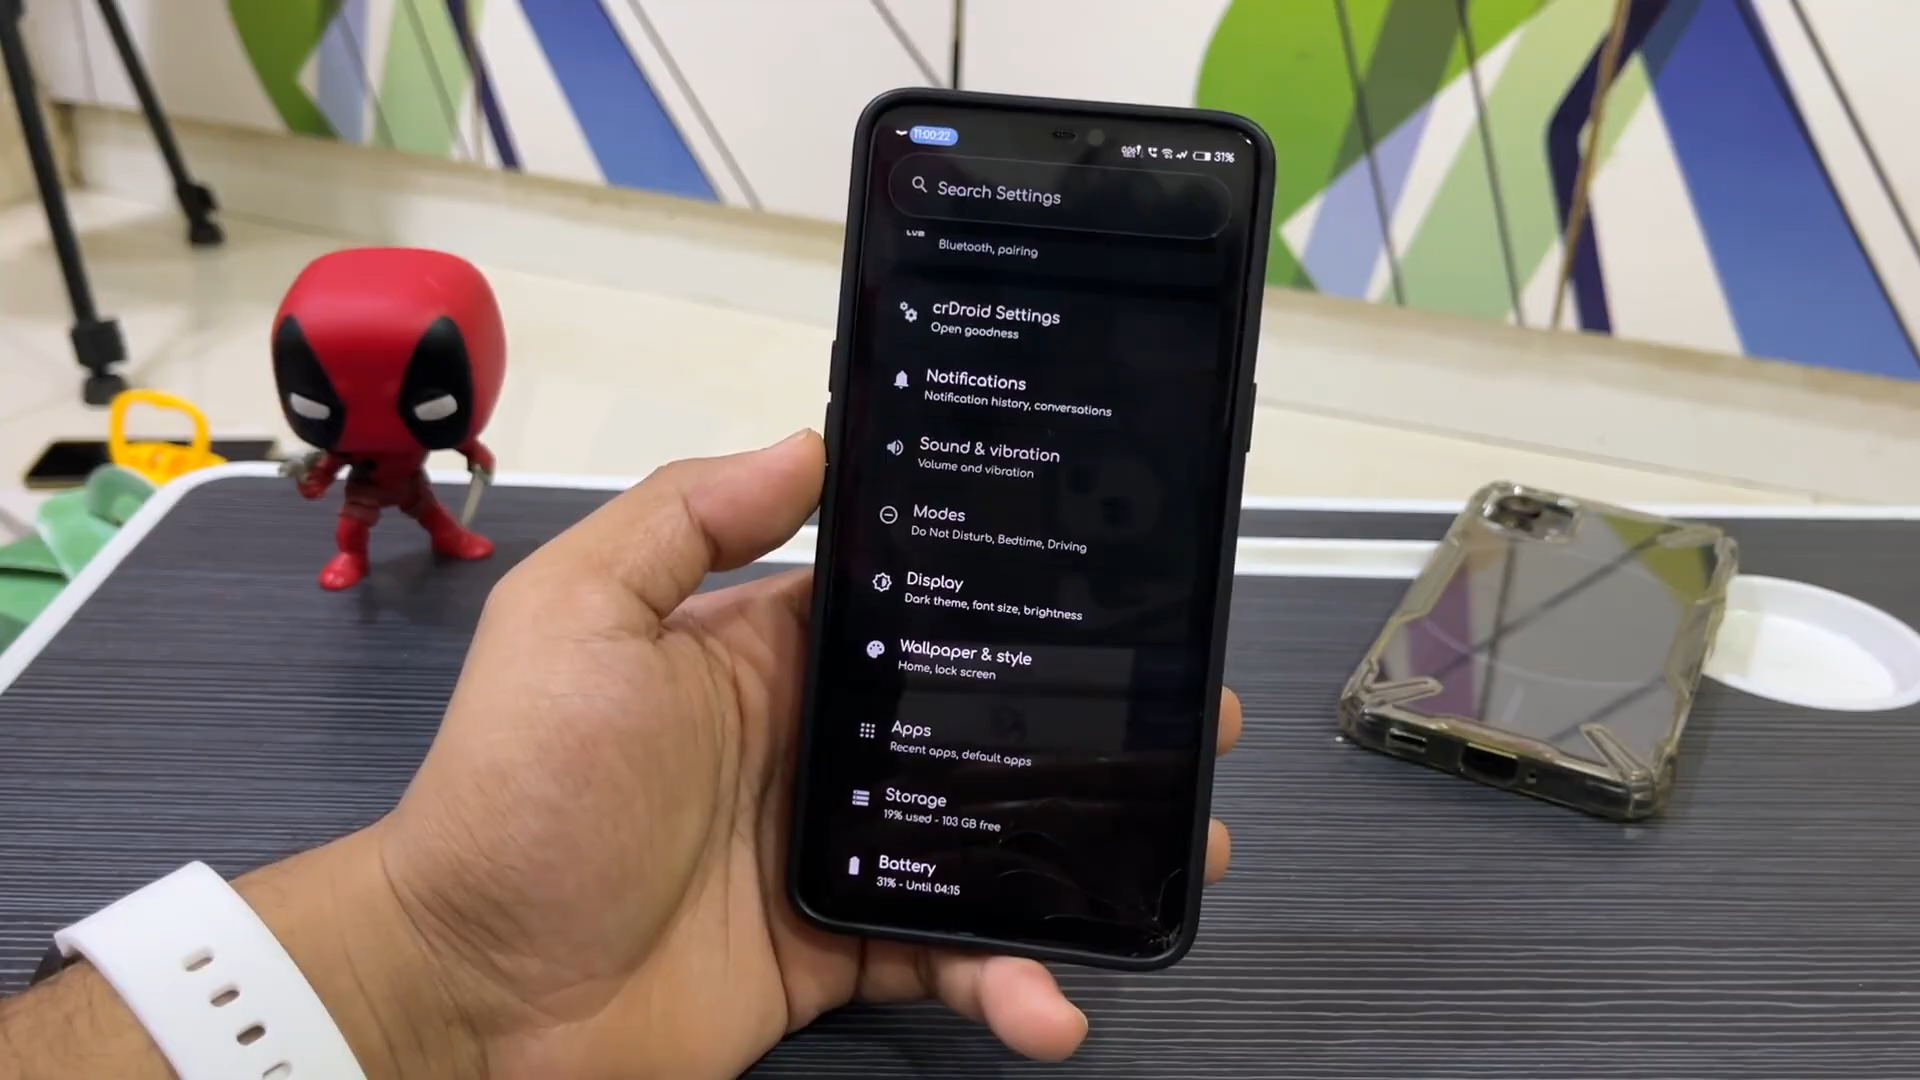 11:00:22
31%
Search Settings
Bluetooth, pairing
crDroid Settings
Open goodness
Notifications
Notification history, conversations
Sound & vibration
Volume and vibration
Modes
Do Not Disturb, Bedtime, Driving
Display
Dark theme, font size, brightness
Wallpaper & style
Home, lock screen
Apps
Recent apps, default apps
Storage
19% used - 103 GB free
Battery
31% - Until 04:15